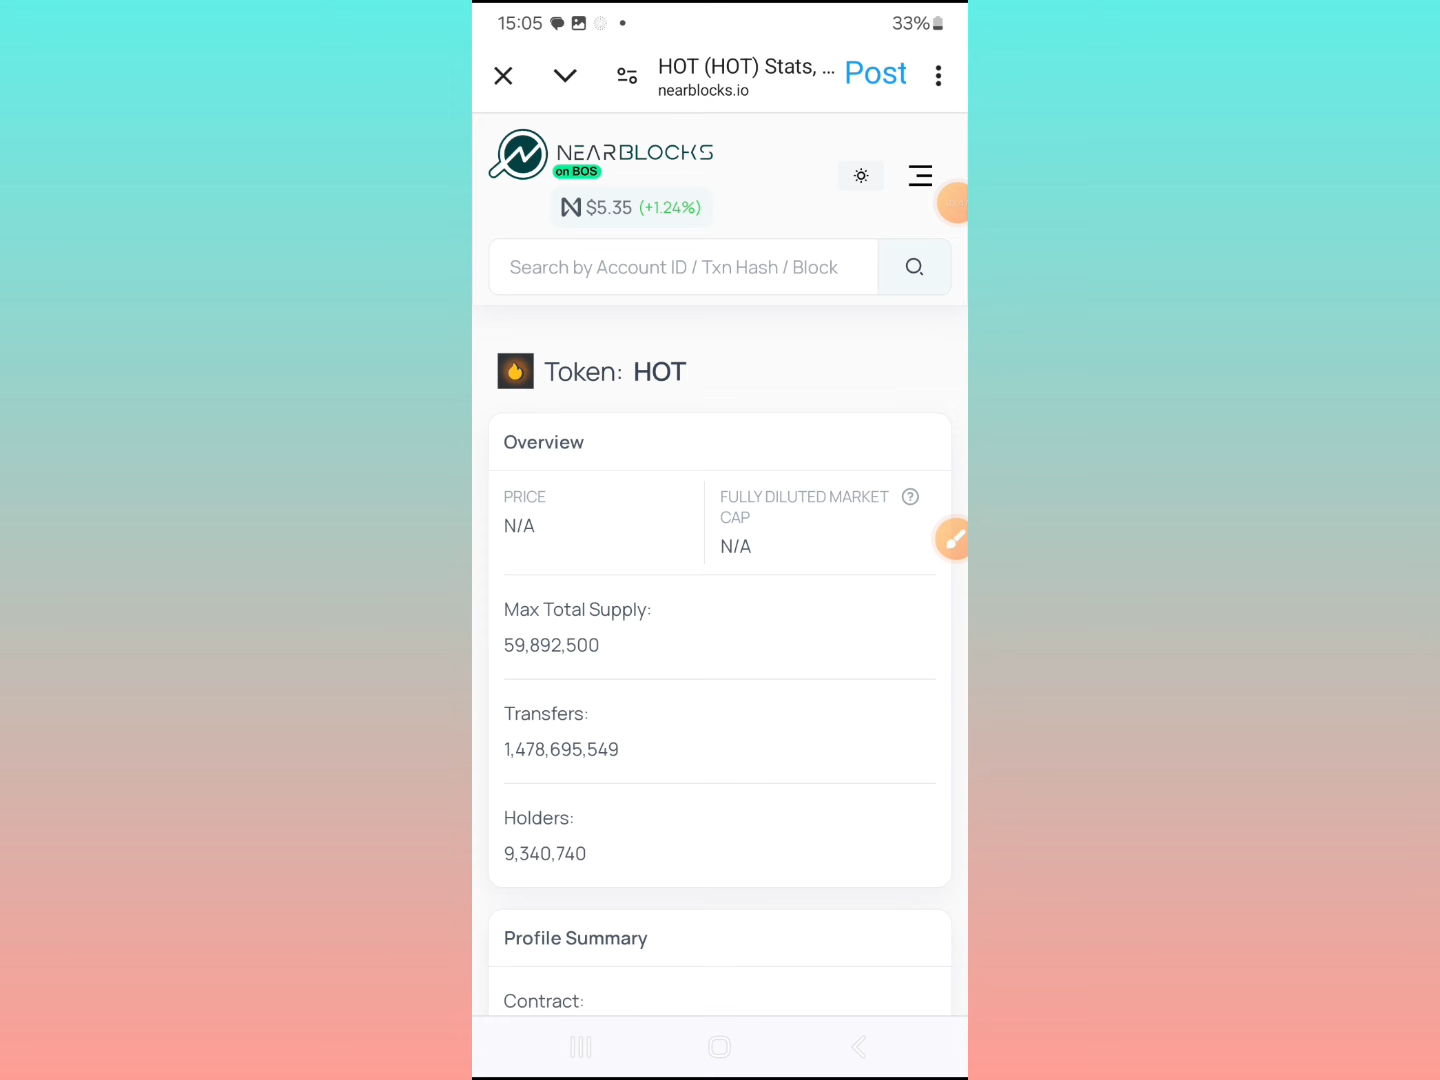 15:05
33%
HOT (HOT) Stats, ...
nearblocks.io
Post
NEARBLOCKS
on BOS
$5.35 (+1.24%)
Search by Account ID / Txn Hash / Block
Token: HOT
Overview
PRICE
N/A
FULLY DILUTED MARKET
CAP
N/A
Max Total Supply:
59,892,500
Transfers:
1,478,695,549
Holders:
9,340,740
Profile Summary
Contract: